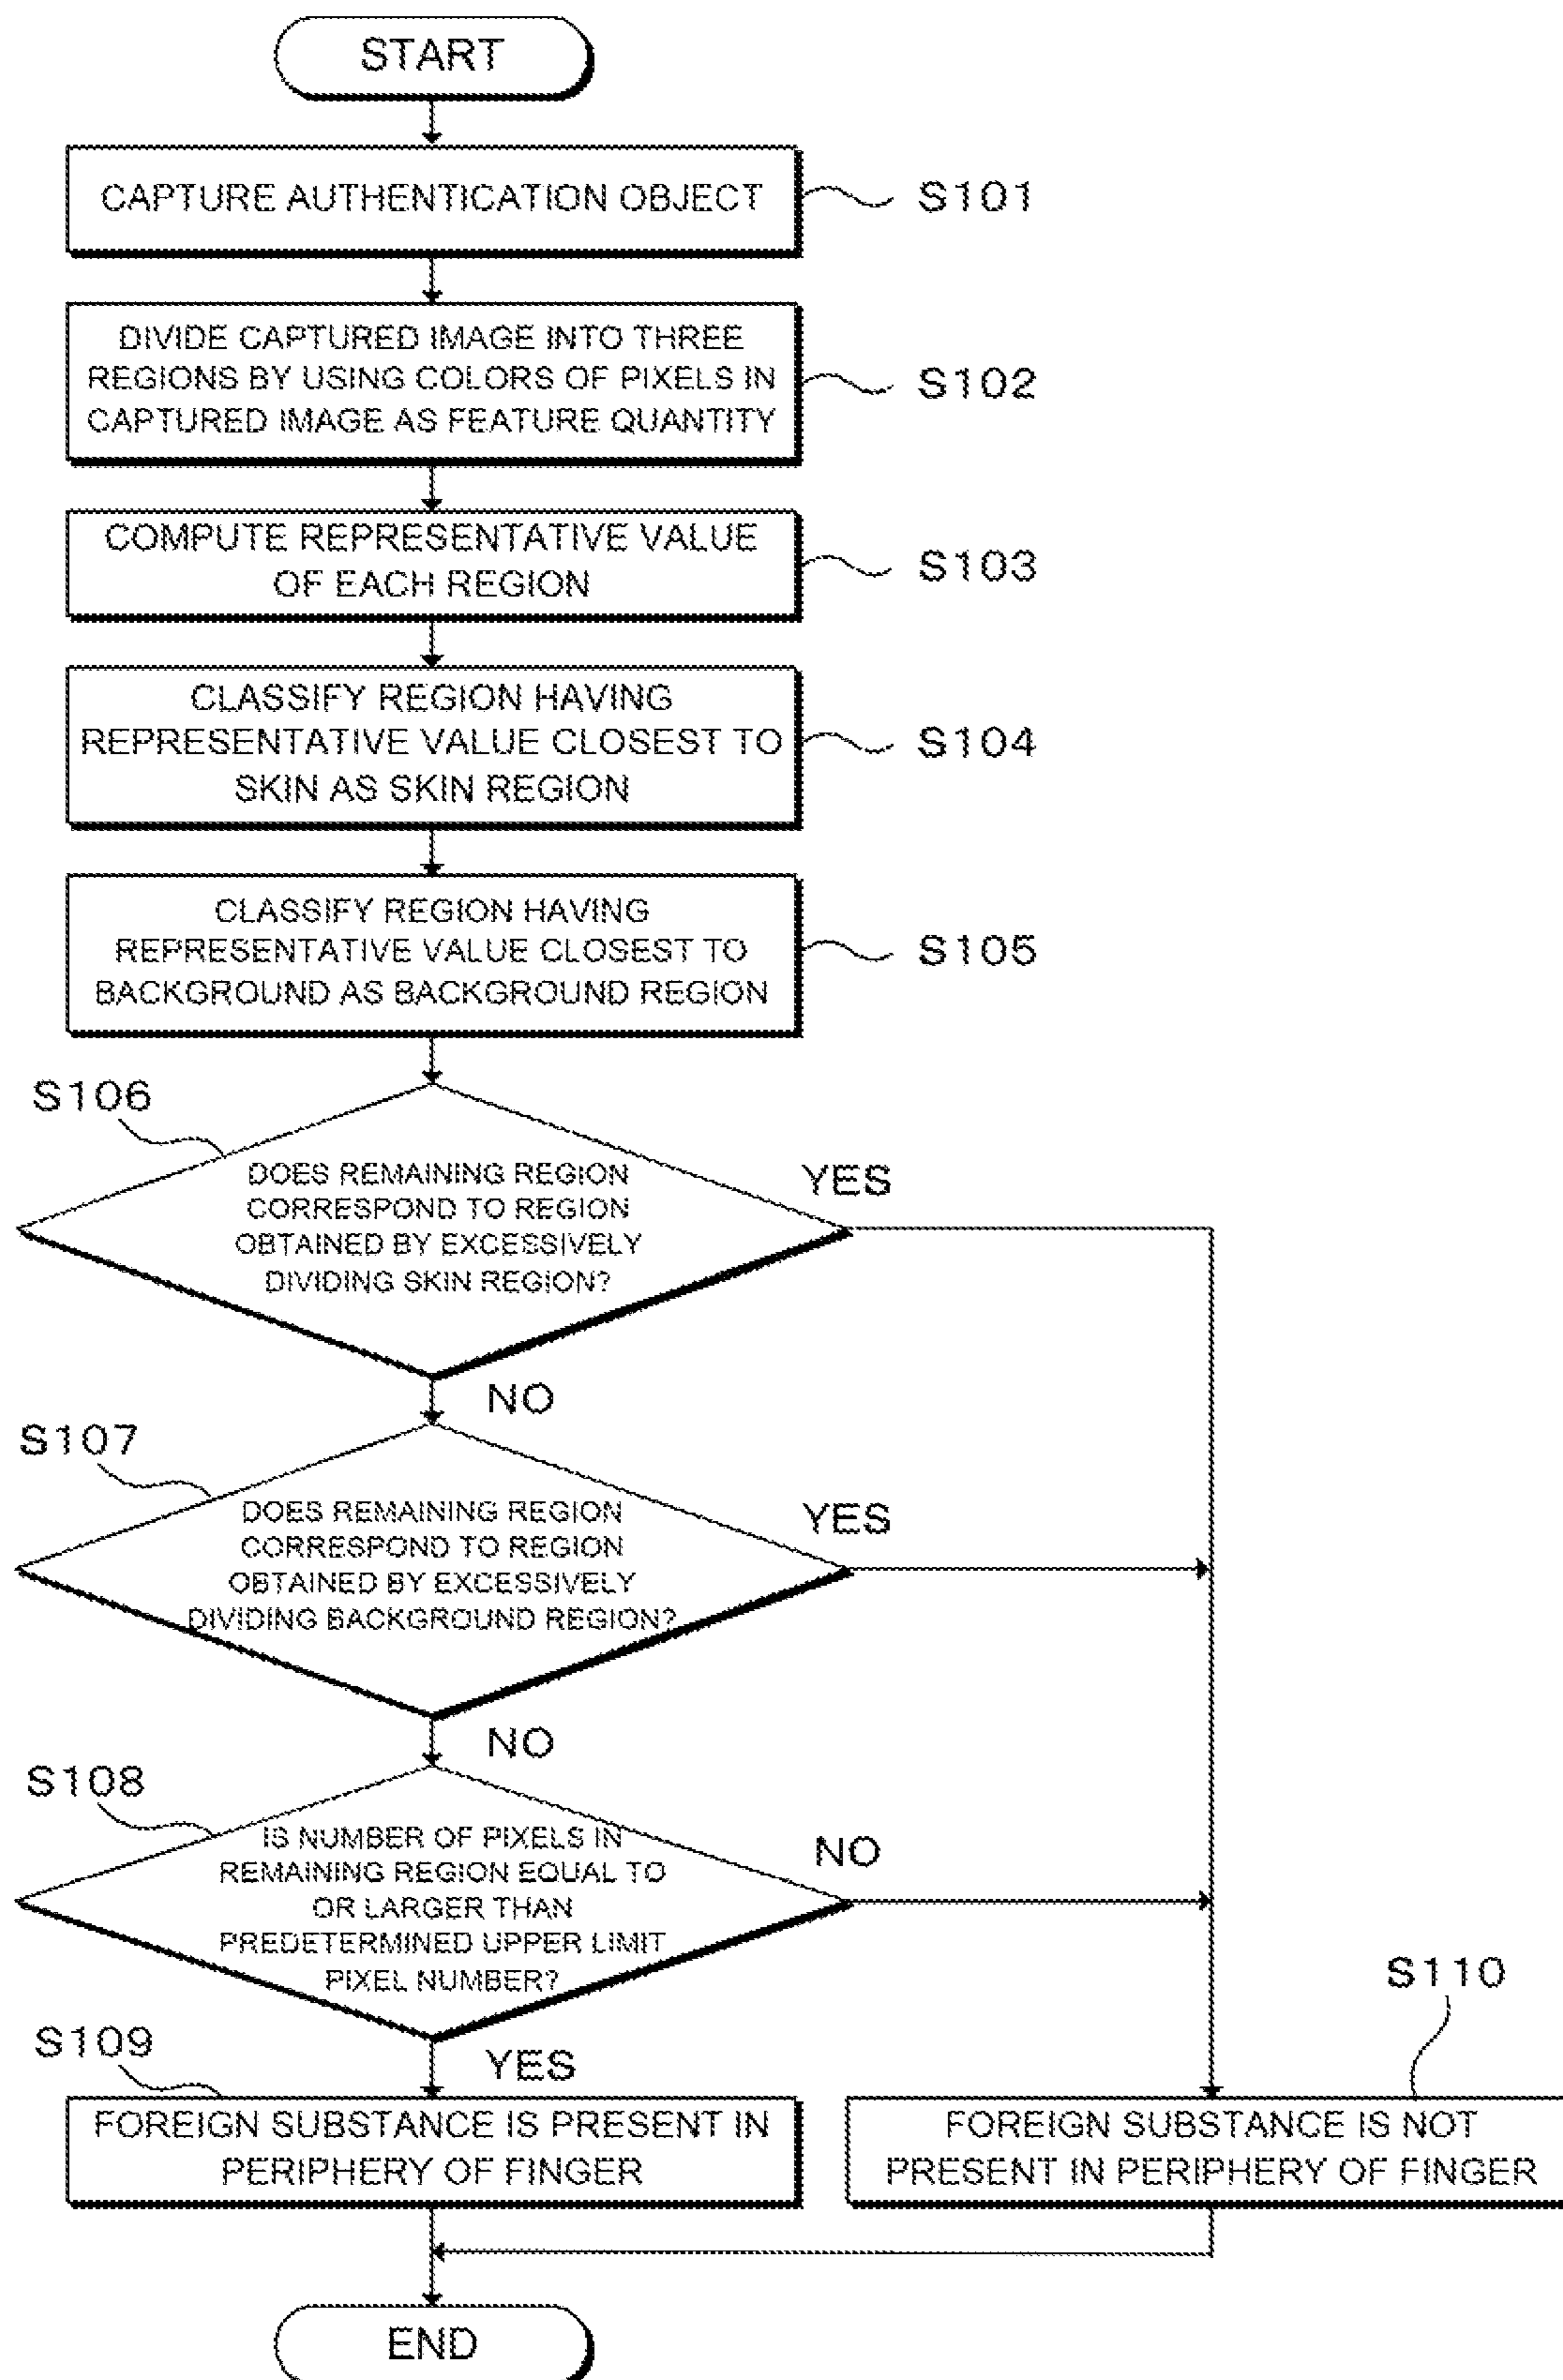 START
CAPTURE AUTHENTICATION OBJECT
S101
DIVIDE CAPTURED IMAGE INTO THREE
REGIONS BY USING COLORS OF PIXELS IN
CAPTURED IMAGE AS FEATURE QUANTITY
S102
COMPUTE REPRESENTATIVE VALUE
OF EACH REGION
S103
CLASSIFY REGION HAVING
REPRESENTATIVE VALUE CLOSEST TO
SKIN AS SKIN REGION
S104
CLASSIFY REGION HAVING
REPRESENTATIVE VALUE CLOSEST TO
BACKGROUND AS BACKGROUND REGION
S105
S106
DOES REMAINING REGION
CORRESPOND TO REGION
OBTAINED BY EXCESSIVELY
DIVIDING SKIN REGION?
YES
NO
S107
DOES REMAINING REGION
CORRESPOND TO REGION
OBTAINED BY EXCESSIVELY
DIVIDING BACKGROUND REGION?
YES
NO
S108
IS NUMBER OF PIXELS IN
REMAINING REGION EQUAL TO
OR LARGER THAN
PREDETERMINED UPPER LIMIT
PIXEL NUMBER?
NO
YES
S109
FOREIGN SUBSTANCE IS PRESENT IN
PERIPHERY OF FINGER
S110
FOREIGN SUBSTANCE IS NOT
PRESENT IN PERIPHERY OF FINGER
END